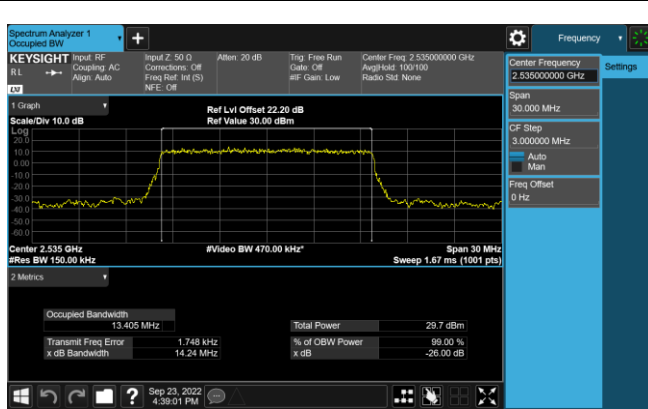 Spectrum Analyzer 1
Occupied BW
Frequency
KEYSIGHT
RL
LXI
Input: RF
Coupling: AC
Align: Auto
Input Z: 50 Ω
Corrections: Off
Freq Ref: Int (S)
NFE: Off
Atten: 20 dB
Trig: Free Run
Gate: Off
#IF Gain: Low
Center Freq: 2.535000000 GHz
Avg|Hold: 100/100
Radio Std: None
Center Frequency
2.535000000 GHz
Settings
Span
30.000 MHz
CF Step
3.000000 MHz
Auto
Man
Freq Offset
0 Hz
1 Graph
Scale/Div 10.0 dB
Ref Lvl Offset 22.20 dB
Ref Value 30.00 dBm
Log
20.0
10.0
0.00
-10.0
-20.0
-30.0
-40.0
-50.0
-60.0
Center 2.535 GHz
#Res BW 150.00 kHz
#Video BW 470.00 kHz*
Span 30 MHz
Sweep 1.67 ms (1001 pts)
2 Metrics
Occupied Bandwidth
13.405 MHz
Total Power 29.7 dBm
Transmit Freq Error 1.748 kHz
% of OBW Power 99.00 %
x dB Bandwidth 14.24 MHz
x dB -26.00 dB
?
Sep 23, 2022
4:39:01 PM